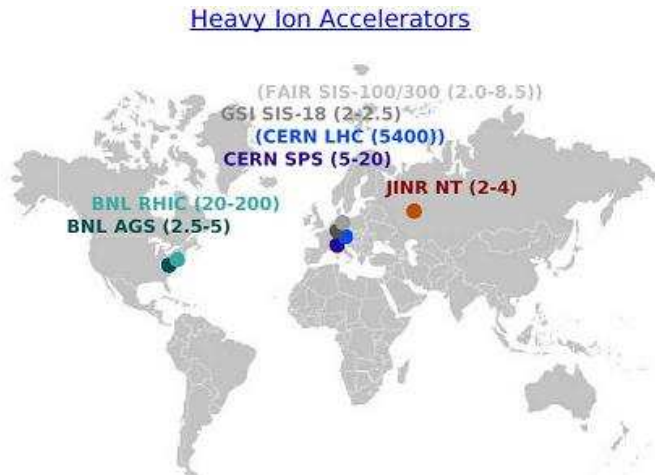 Heavy Ion Accelerators
(FAIR SIS-100/300 (2.0-8.5))
GSI SIS-18 (2-2.5)
(CERN LHC (5400))
CERN SPS (5-20)
JINR NT (2-4)
BNL RHIC (20-200)
BNL AGS (2.5-5)